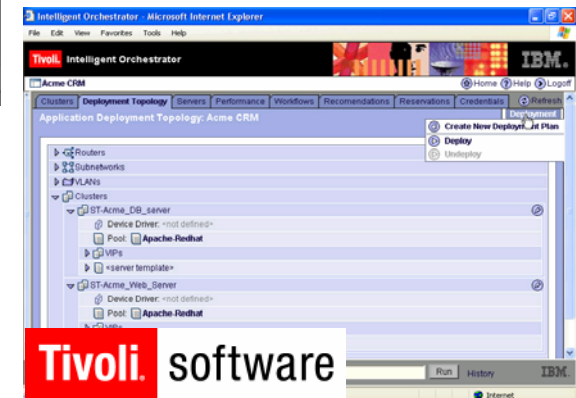 Intelligent Orchestrator - Microsoft Internet Explorer
File Edit View Favorites Tools Help
Tivoli. Intelligent Orchestrator IBM.
Acme CRM Home Help Logoff
Clusters Deployment Topology Servers Performance Workflows Recomendations Reservations Credentials Refresh
Application Deployment Topology: Acme CRM Deployment
Create New Deployment Plan
Deploy
Undeploy
Routers
Subnetworks
VLANs
Clusters
ST-Acme_DB_server
Device Driver: <not defined>
Pool: Apache-Redhat
VIPs
<server template>
ST-Acme_Web_Server
Device Driver: <not defined>
Pool: Apache-Redhat
VIPs
Tivoli. software
Run History IBM.
Internet